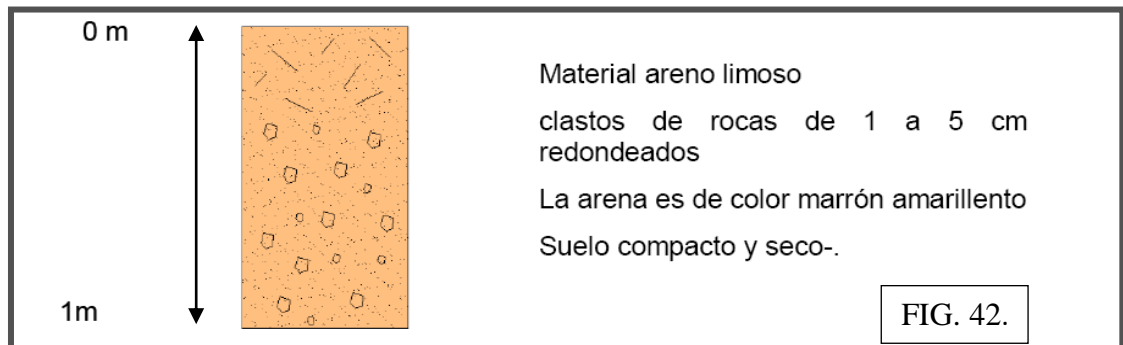 0 m
Material areno limoso
clastos de rocas de 1 a 5 cm
redondeados
La arena es de color marrón amarillento
Suelo compacto y seco-.
1m
FIG. 42.